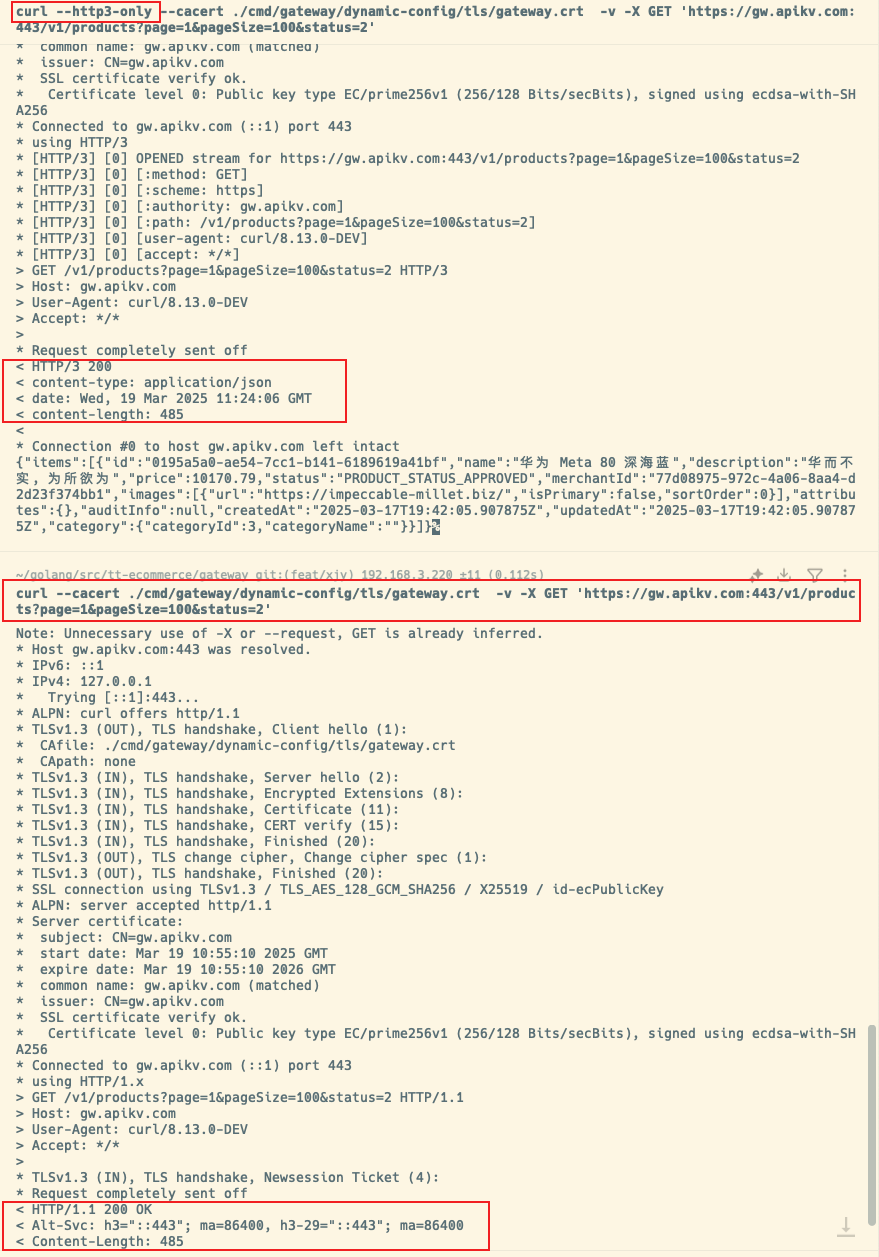 curl --http3-only --cacert ./cmd/gateway/dynamic-config/tls/gateway.crt  -v -X GET 'https://gw.apikv.com:
443/v1/products?page=1&pageSize=100&status=2'
*  common name: gw.apikv.com (matched)
*  issuer: CN=gw.apikv.com
*  SSL certificate verify ok.
*   Certificate level 0: Public key type EC/prime256v1 (256/128 Bits/secBits), signed using ecdsa-with-SH
A256
* Connected to gw.apikv.com (::1) port 443
* using HTTP/3
* [HTTP/3] [0] OPENED stream for https://gw.apikv.com:443/v1/products?page=1&pageSize=100&status=2
* [HTTP/3] [0] [:method: GET]
* [HTTP/3] [0] [:scheme: https]
* [HTTP/3] [0] [:authority: gw.apikv.com]
* [HTTP/3] [0] [:path: /v1/products?page=1&pageSize=100&status=2]
* [HTTP/3] [0] [user-agent: curl/8.13.0-DEV]
* [HTTP/3] [0] [accept: */*]
> GET /v1/products?page=1&pageSize=100&status=2 HTTP/3
> Host: gw.apikv.com
> User-Agent: curl/8.13.0-DEV
> Accept: */*
>
* Request completely sent off
< HTTP/3 200
< content-type: application/json
< date: Wed, 19 Mar 2025 11:24:06 GMT
< content-length: 485
<
* Connection #0 to host gw.apikv.com left intact
{"items":[{"id":"0195a5a0-ae54-7cc1-b141-6189619a41bf","name":"华为 Meta 80 深海蓝","description":"华而不
实，为所欲为","price":10170.79,"status":"PRODUCT_STATUS_APPROVED","merchantId":"77d08975-972c-4a06-8aa4-d
2d23f374bb1","images":[{"url":"https://impeccable-millet.biz/","isPrimary":false,"sortOrder":0}],"attribu
tes":{},"auditInfo":null,"createdAt":"2025-03-17T19:42:05.907875Z","updatedAt":"2025-03-17T19:42:05.90787
5Z","category":{"categoryId":3,"categoryName":""}}]}%
~/golang/src/tt-ecommerce/gateway git:(feat/xjy) 192.168.3.220 ±11 (0.112s)
curl --cacert ./cmd/gateway/dynamic-config/tls/gateway.crt  -v -X GET 'https://gw.apikv.com:443/v1/produc
ts?page=1&pageSize=100&status=2'
Note: Unnecessary use of -X or --request, GET is already inferred.
* Host gw.apikv.com:443 was resolved.
* IPv6: ::1
* IPv4: 127.0.0.1
*   Trying [::1]:443...
* ALPN: curl offers http/1.1
* TLSv1.3 (OUT), TLS handshake, Client hello (1):
*  CAfile: ./cmd/gateway/dynamic-config/tls/gateway.crt
*  CApath: none
* TLSv1.3 (IN), TLS handshake, Server hello (2):
* TLSv1.3 (IN), TLS handshake, Encrypted Extensions (8):
* TLSv1.3 (IN), TLS handshake, Certificate (11):
* TLSv1.3 (IN), TLS handshake, CERT verify (15):
* TLSv1.3 (IN), TLS handshake, Finished (20):
* TLSv1.3 (OUT), TLS change cipher, Change cipher spec (1):
* TLSv1.3 (OUT), TLS handshake, Finished (20):
* SSL connection using TLSv1.3 / TLS_AES_128_GCM_SHA256 / X25519 / id-ecPublicKey
* ALPN: server accepted http/1.1
* Server certificate:
*  subject: CN=gw.apikv.com
*  start date: Mar 19 10:55:10 2025 GMT
*  expire date: Mar 19 10:55:10 2026 GMT
*  common name: gw.apikv.com (matched)
*  issuer: CN=gw.apikv.com
*  SSL certificate verify ok.
*   Certificate level 0: Public key type EC/prime256v1 (256/128 Bits/secBits), signed using ecdsa-with-SH
A256
* Connected to gw.apikv.com (::1) port 443
* using HTTP/1.x
> GET /v1/products?page=1&pageSize=100&status=2 HTTP/1.1
> Host: gw.apikv.com
> User-Agent: curl/8.13.0-DEV
> Accept: */*
>
* TLSv1.3 (IN), TLS handshake, Newsession Ticket (4):
* Request completely sent off
< HTTP/1.1 200 OK
< Alt-Svc: h3="::443"; ma=86400, h3-29="::443"; ma=86400
< Content-Length: 485